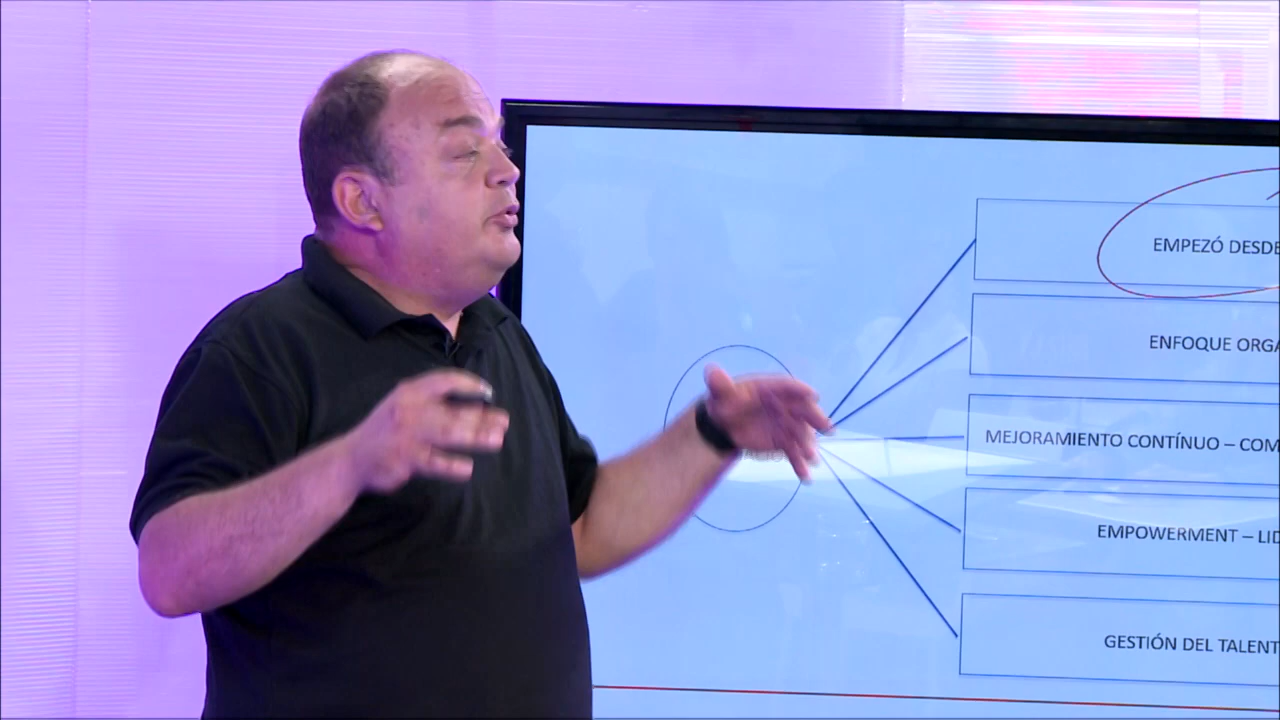 EMPEZÓ DESDE
ENFOQUE ORGA
MEJORAMIENTO CONTÍNUO – COM
EMPOWERMENT – LID
GESTIÓN DEL TALENT